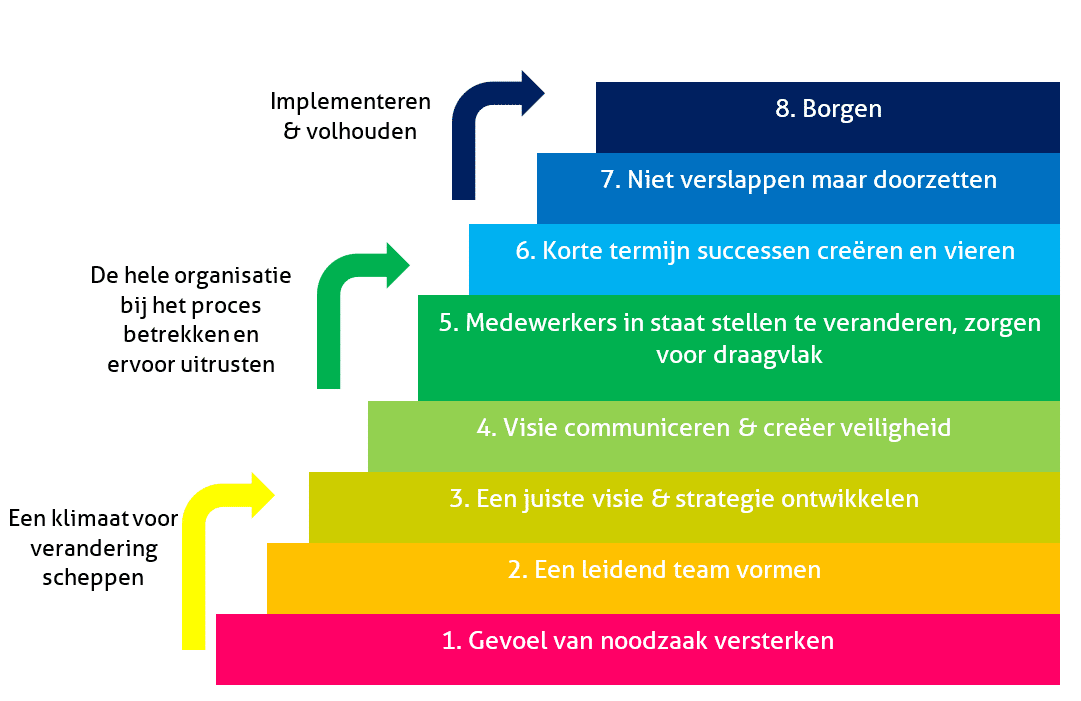 Implementeren
& volhouden
8. Borgen
7. Niet verslappen maar doorzetten
6. Korte termijn successen creëren en vieren
De hele organisatie
bij het proces
betrekken en
ervoor uitrusten
5. Medewerkers in staat stellen te veranderen, zorgen
voor draagvlak
4. Visie communiceren & creëer veiligheid
3. Een juiste visie & strategie ontwikkelen
Een klimaat voor
verandering
scheppen
2. Een leidend team vormen
1. Gevoel van noodzaak versterken